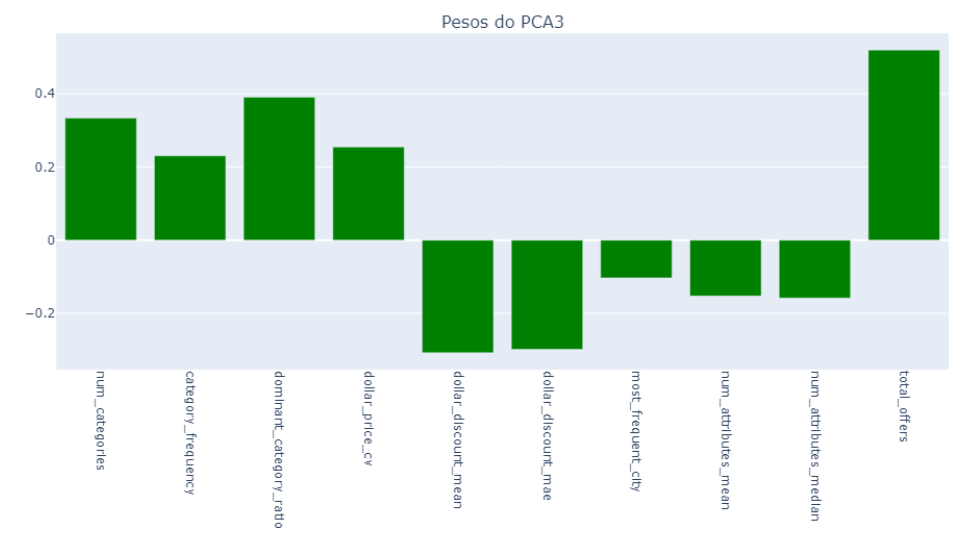 Pesos do PCA3
0.4
0.2
0
−0.2
num_categories
category_frequency
dominant_category_ratio
dollar_price_cv
dollar_discount_mean
dollar_discount_mae
most_frequent_city
num_attributes_mean
num_attributes_median
total_offers